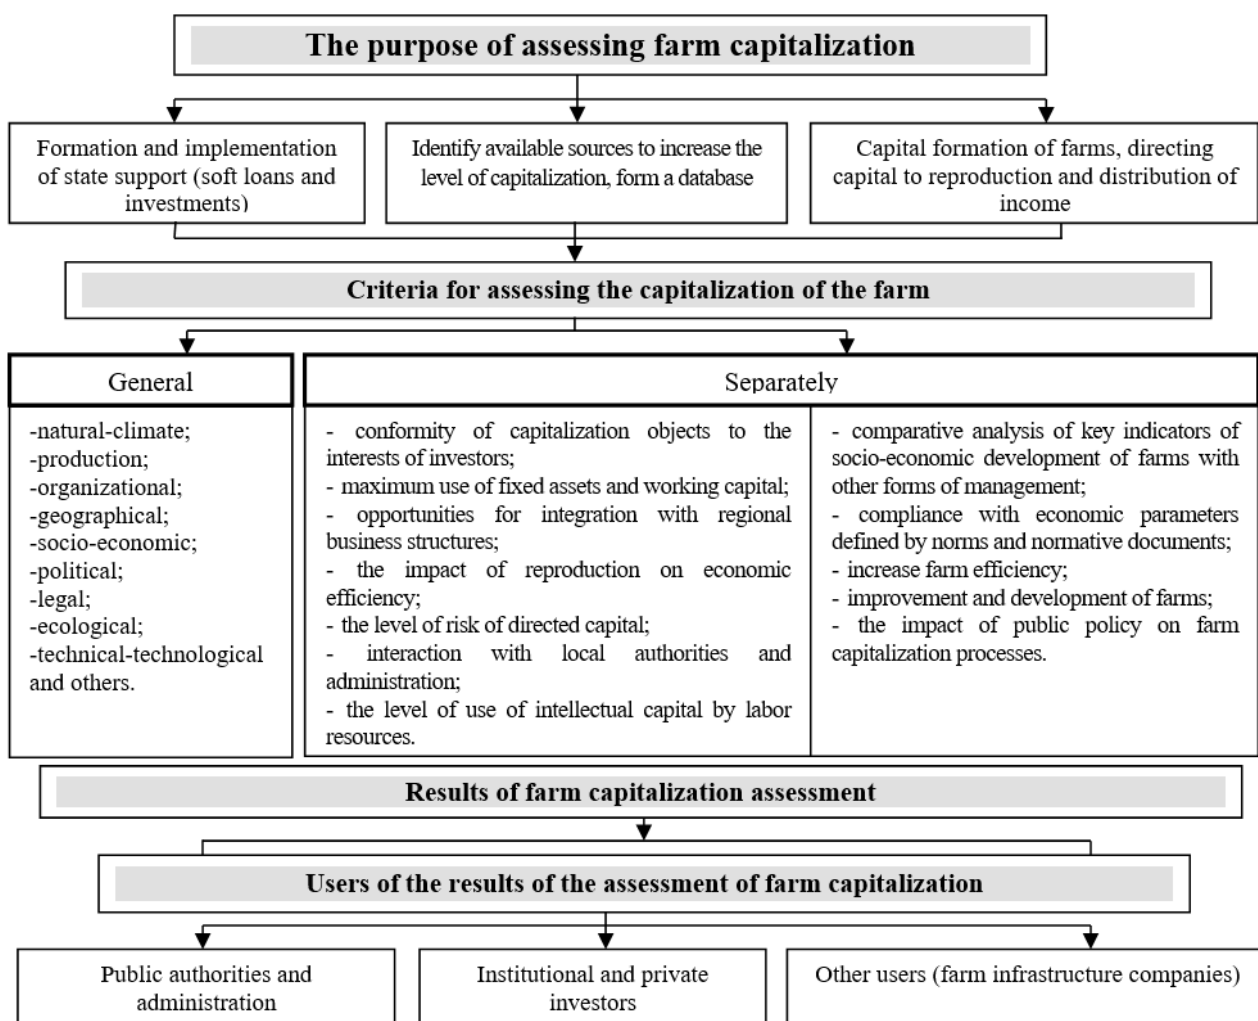 The purpose of assessing farm capitalization
Formation and implementation
of state support (soft loans and
investments)
Identify available sources to increase the
level of capitalization, form a database
Capital formation of farms, directing
capital to reproduction and distribution of
income
Criteria for assessing the capitalization of the farm
General
-natural-climate;
-production;
-organizational;
-geographical;
-socio-economic;
-political;
-legal;
-ecological;
-technical-technological
and others.
Separately
- conformity of capitalization objects to the
interests of investors;
- maximum use of fixed assets and working capital;
- opportunities for integration with regional
business structures;
- the impact of reproduction on economic
efficiency;
- the level of risk of directed capital;
- interaction with local authorities and
administration;
- the level of use of intellectual capital by labor
resources.
- comparative analysis of key indicators of
socio-economic development of farms with
other forms of management;
- compliance with economic parameters
defined by norms and normative documents;
- increase farm efficiency;
- improvement and development of farms;
- the impact of public policy on farm
capitalization processes.
Results of farm capitalization assessment
Users of the results of the assessment of farm capitalization
Public authorities and
administration
Institutional and private
investors
Other users (farm infrastructure companies)